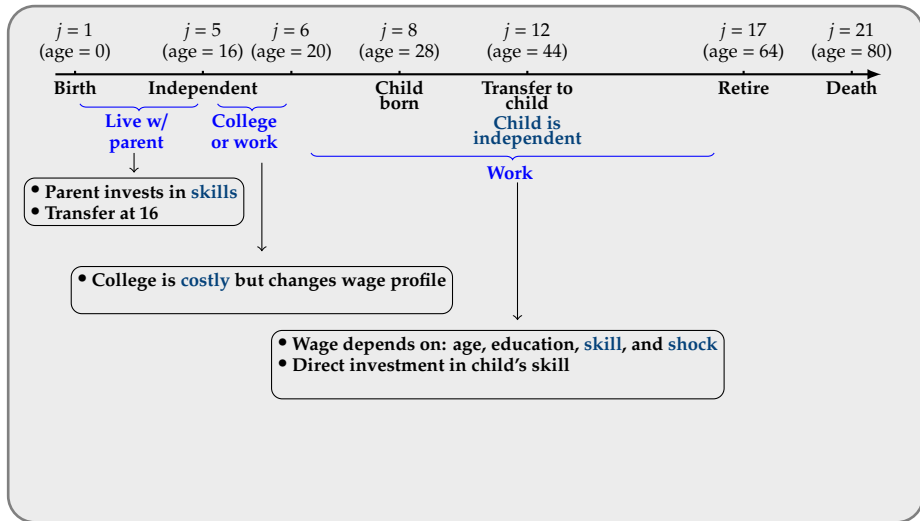 j = 1 j = 5 j = 6 j = 8 j = 12 j = 17 j = 21
(age = 0) (age = 16) (age = 20) (age = 28) (age = 44) (age = 64) (age = 80)
Birth Independent Child born Transfer to child Retire Death
Live w/ parent
College or work
Child is independent
Work
• Parent invests in skills
• Transfer at 16
• College is costly but changes wage profile
• Wage depends on: age, education, skill, and shock
• Direct investment in child's skill